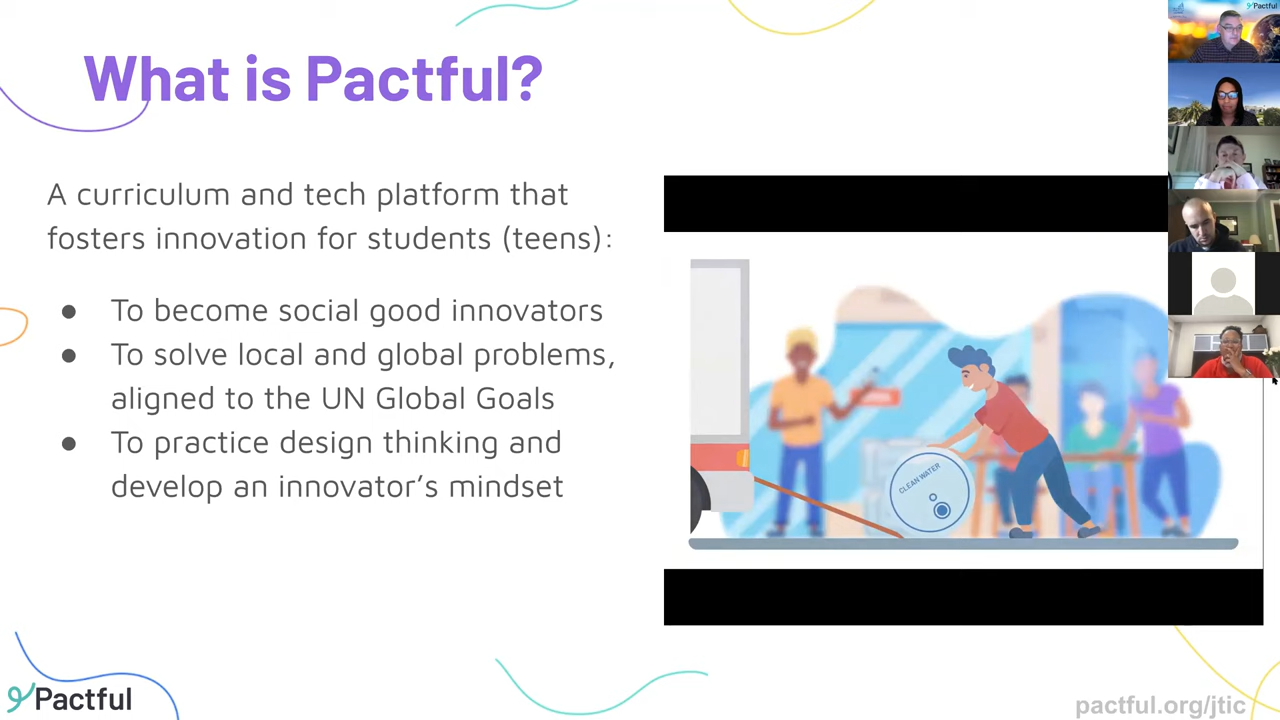 What is Pactful?
A curriculum and tech platform that
fosters innovation for students (teens):
● To become social good innovators
● To solve local and global problems,
aligned to the UN Global Goals
● To practice design thinking and
develop an innovator's mindset
CLEAN WATER
Pactful
Pactful
pactful.org/jtic